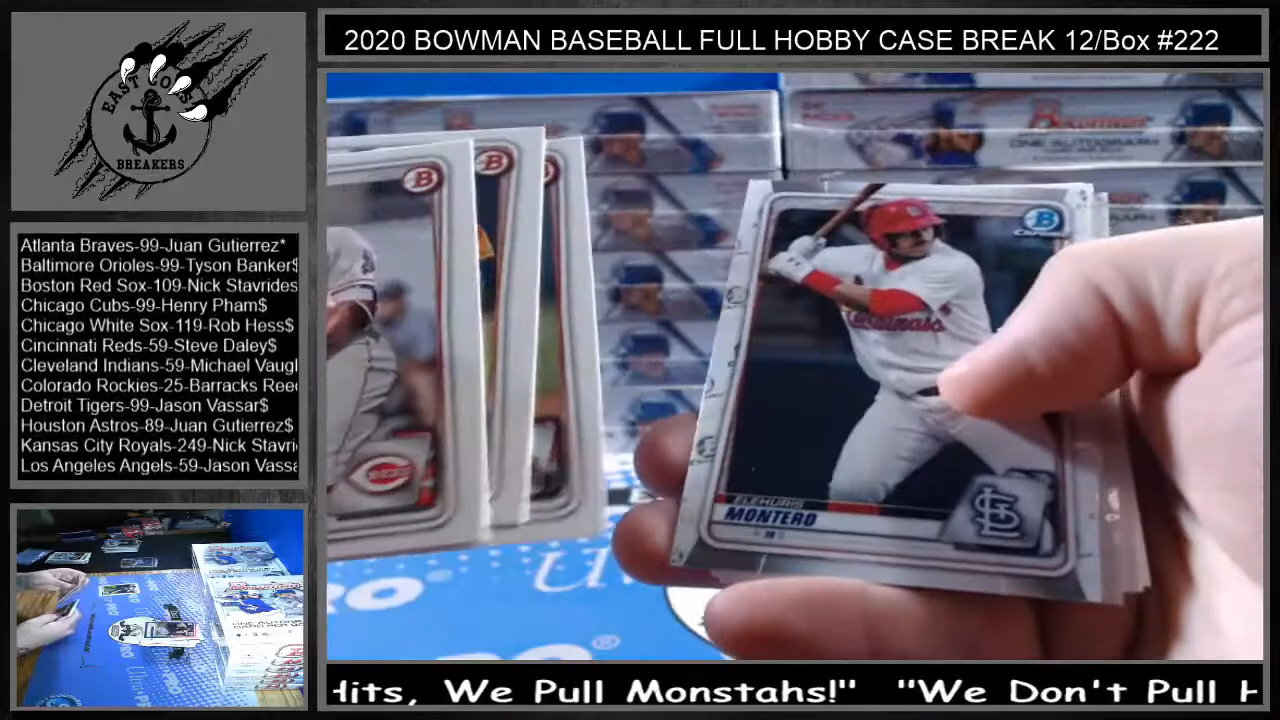 2020 BOWMAN BASEBALL FULL HOBBY CASE BREAK 12/Box #222
EAST COAST
BREAKERS
Atlanta Braves-99-Juan Gutierrez*
Baltimore Orioles-99-Tyson Banker$
Boston Red Sox-109-Nick Stavrides
Chicago Cubs-99-Henry Pham$
Chicago White Sox-119-Rob Hess$
Cincinnati Reds-59-Steve Daley$
Cleveland Indians-59-Michael Vaugl
Colorado Rockies-25-Barracks Ree
Detroit Tigers-99-Jason Vassar$
Houston Astros-89-Juan Gutierrez$
Kansas City Royals-249-Nick Stavri
Los Angeles Angels-59-Jason Vassa
Bowman
ONE AUTOGRAPH
B
B
B
Cardinals
ELEHURIS
MONTERO
STL
REDS
Hits, We Pull Monstahs!" "We Don't Pull H